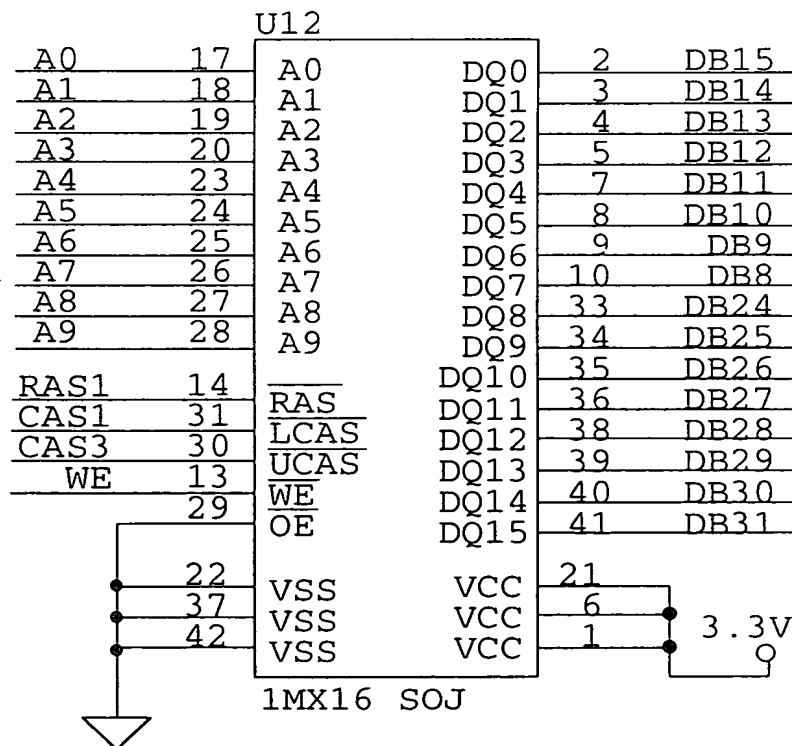 U12
A0 17 A0 DQ0 2 DB15
A1 18 A1 DQ1 3 DB14
A2 19 A2 DQ2 4 DB13
A3 20 A3 DQ3 5 DB12
A4 23 A4 DQ4 7 DB11
A5 24 A5 DQ5 8 DB10
A6 25 A6 DQ6 9 DB9
A7 26 A7 DQ7 10 DB8
A8 27 A8 DQ8 33 DB24
A9 28 A9 DQ9 34 DB25
DQ10 35 DB26
RAS1 14 RAS DQ11 36 DB27
CAS1 31 LCAS DQ12 38 DB28
CAS3 30 UCAS DQ13 39 DB29
WE 13 WE DQ14 40 DB30
29 OE DQ15 41 DB31
22 VSS VCC 21
37 VSS VCC 6
42 VSS VCC 1 3.3V
1MX16 SOJ